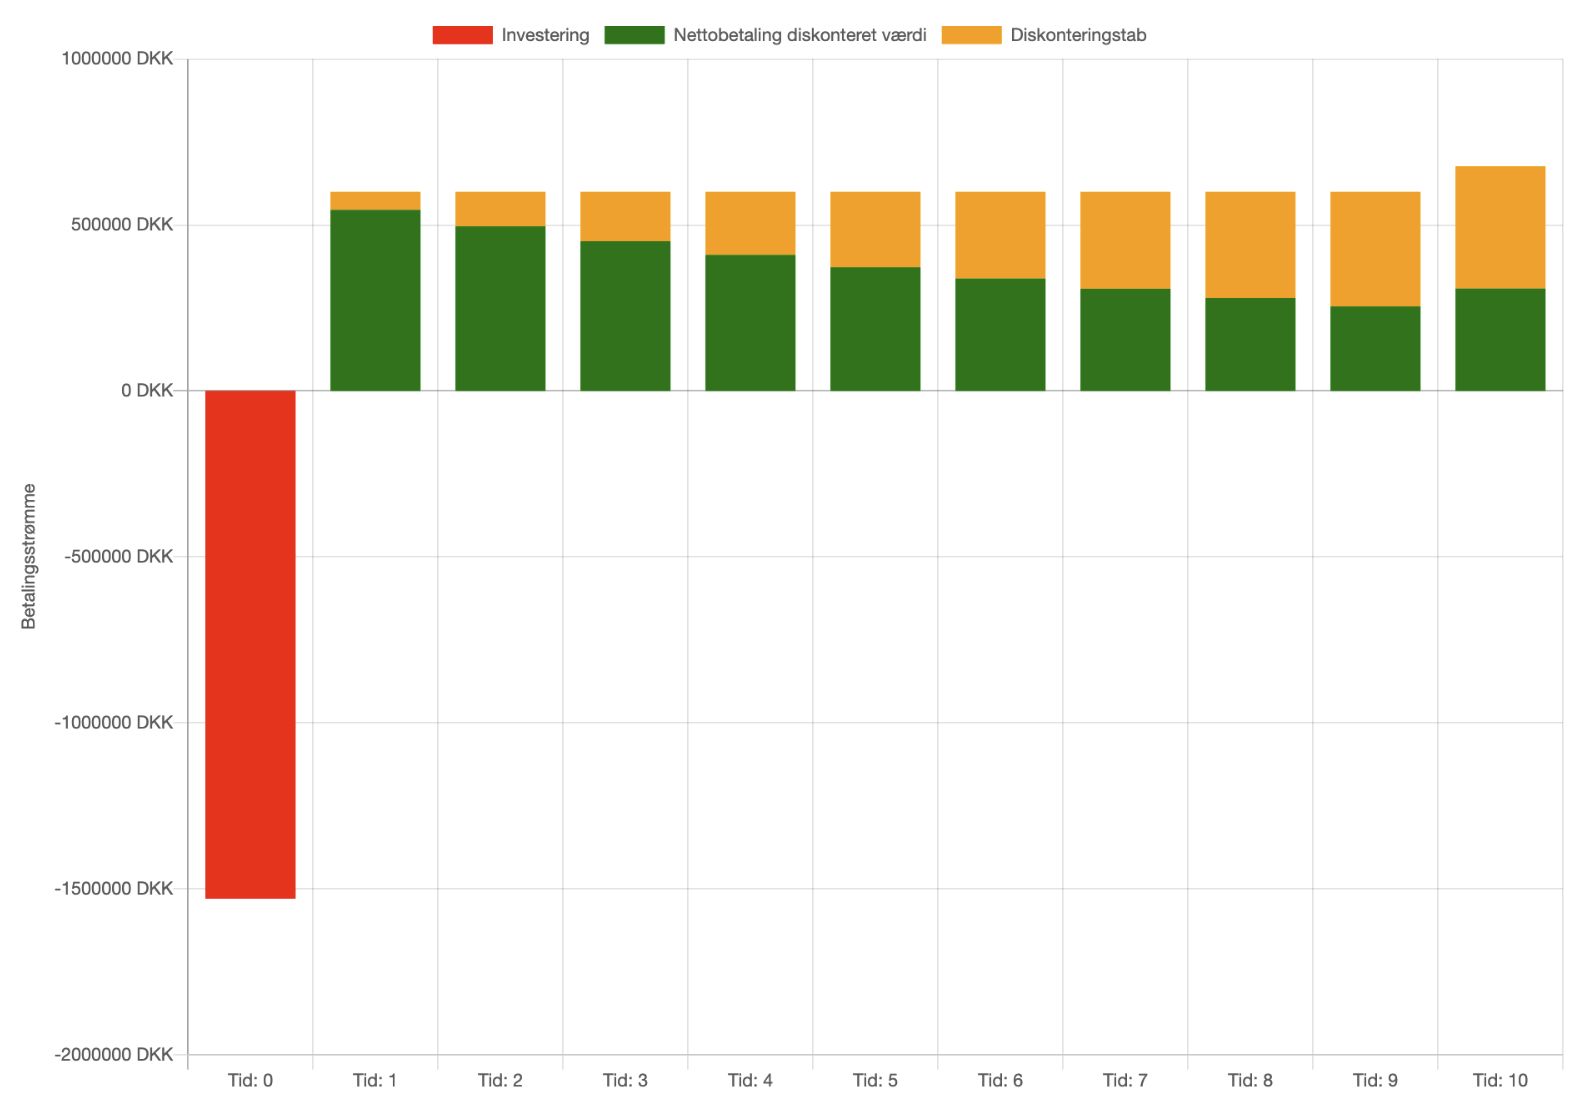 Investering Nettobetaling diskonteret værdi Diskonteringstab
1000000 DKK
500000 DKK
0 DKK
-500000 DKK
-1000000 DKK
-1500000 DKK
-2000000 DKK
Betalingsstrømme
Tid: 0 Tid: 1 Tid: 2 Tid: 3 Tid: 4 Tid: 5 Tid: 6 Tid: 7 Tid: 8 Tid: 9 Tid: 10